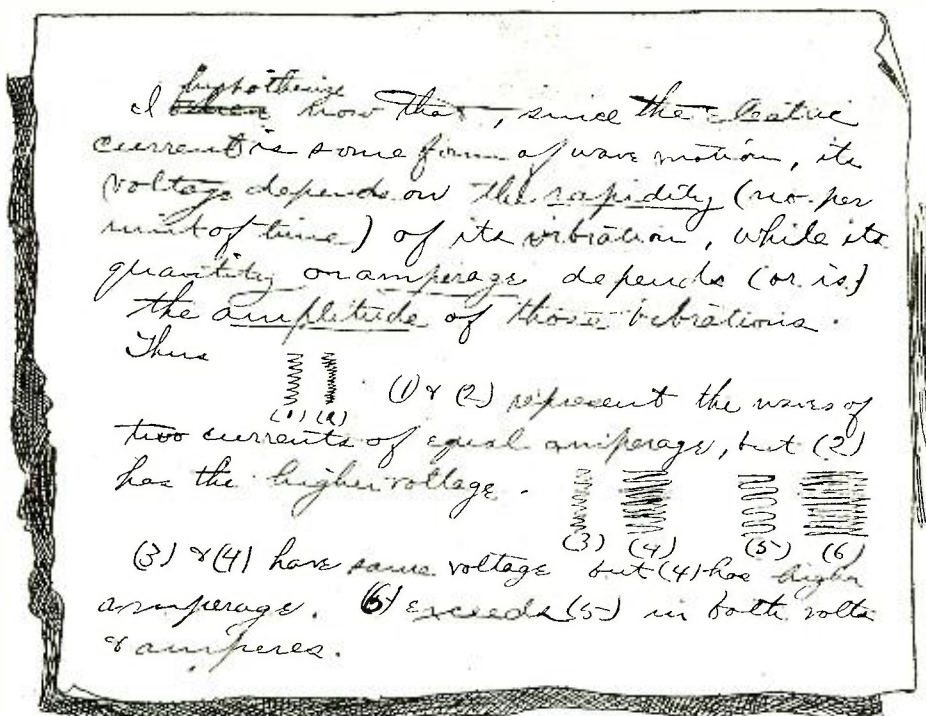 hypothesize
I now that, since the electric
current is some form of wave motion, its
voltage depends on the rapidity (no. per
unit of time) of its vibration, while its
quantity or amperage depends (or is)
the amplitude of those vibrations.
Thus
(1) (2) (1) & (2) represent the waves of
two currents of equal amperage, but (2)
has the higher voltage.
(3) (4) (5) (6)
(3) & (4) have same voltage but (4) has higher
amperage. (6) exceeds (5) in both volts
& amperes.